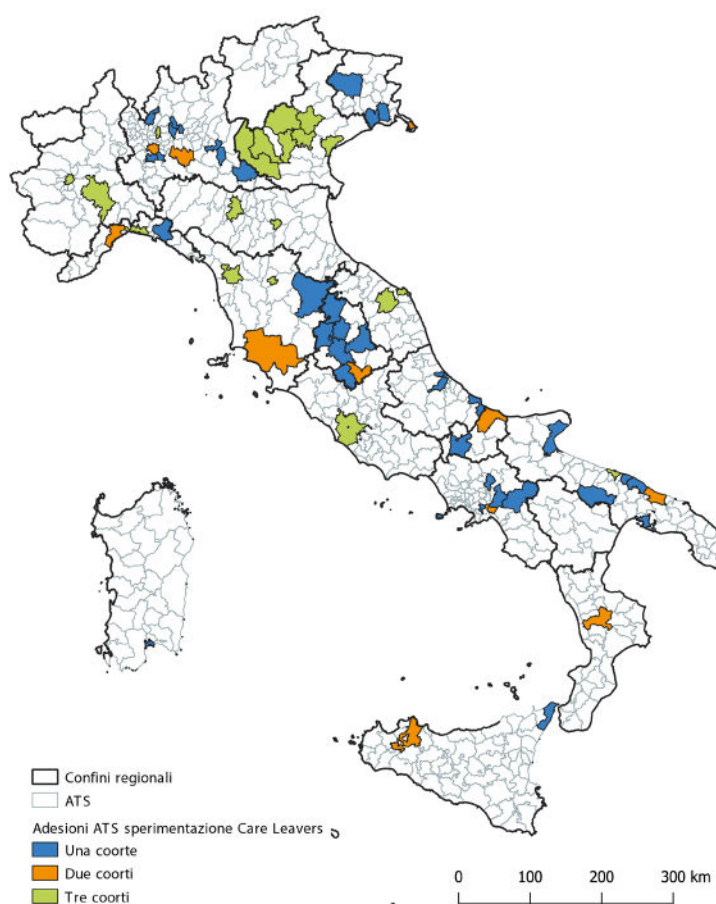 Confini regionali
ATS
Adesioni ATS sperimentazione Care Leavers
Una coorte
Due coorti
Tre coorti
0 100 200 300 km